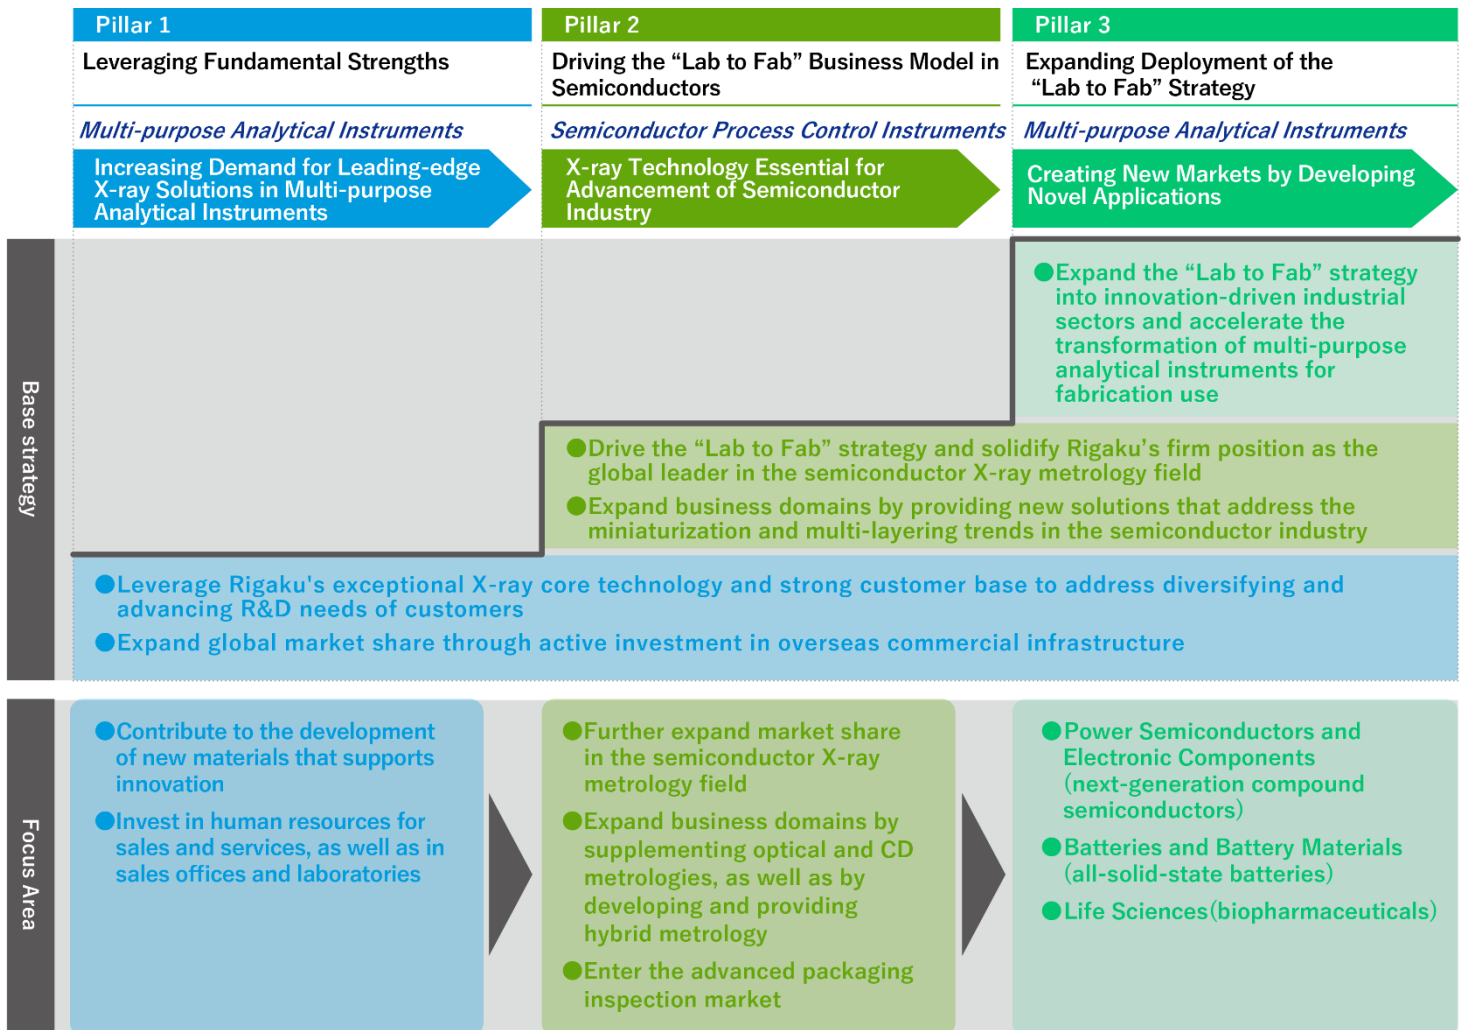 Pillar 1
Leveraging Fundamental Strengths
Multi-purpose Analytical Instruments
Increasing Demand for Leading-edge
X-ray Solutions in Multi-purpose
Analytical Instruments
Pillar 2
Driving the “Lab to Fab” Business Model in
Semiconductors
Semiconductor Process Control Instruments
X-ray Technology Essential for
Advancement of Semiconductor
Industry
Pillar 3
Expanding Deployment of the
“Lab to Fab” Strategy
Multi-purpose Analytical Instruments
Creating New Markets by Developing
Novel Applications
Base strategy
●Expand the “Lab to Fab” strategy
into innovation-driven industrial
sectors and accelerate the
transformation of multi-purpose
analytical instruments for
fabrication use
●Drive the “Lab to Fab” strategy and solidify Rigaku’s firm position as the
global leader in the semiconductor X-ray metrology field
●Expand business domains by providing new solutions that address the
miniaturization and multi-layering trends in the semiconductor industry
●Leverage Rigaku's exceptional X-ray core technology and strong customer base to address diversifying and
advancing R&D needs of customers
●Expand global market share through active investment in overseas commercial infrastructure
Focus Area
●Contribute to the development
of new materials that supports
innovation
●Invest in human resources for
sales and services, as well as in
sales offices and laboratories
●Further expand market share
in the semiconductor X-ray
metrology field
●Expand business domains by
supplementing optical and CD
metrologies, as well as by
developing and providing
hybrid metrology
●Enter the advanced packaging
inspection market
●Power Semiconductors and
Electronic Components
(next-generation compound
semiconductors)
●Batteries and Battery Materials
(all-solid-state batteries)
●Life Sciences(biopharmaceuticals)